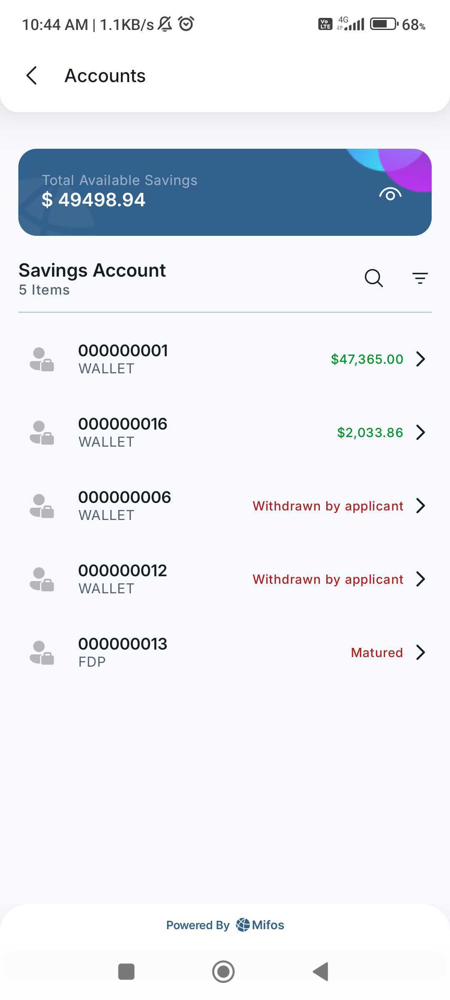 10:44 AM | 1.1KB/s Vo LTE 4G 68%
Accounts
Total Available Savings
$ 49498.94
Savings Account
5 Items
000000001
WALLET
$47,365.00
000000016
WALLET
$2,033.86
000000006
WALLET
Withdrawn by applicant
000000012
WALLET
Withdrawn by applicant
000000013
FDP
Matured
Powered By Mifos